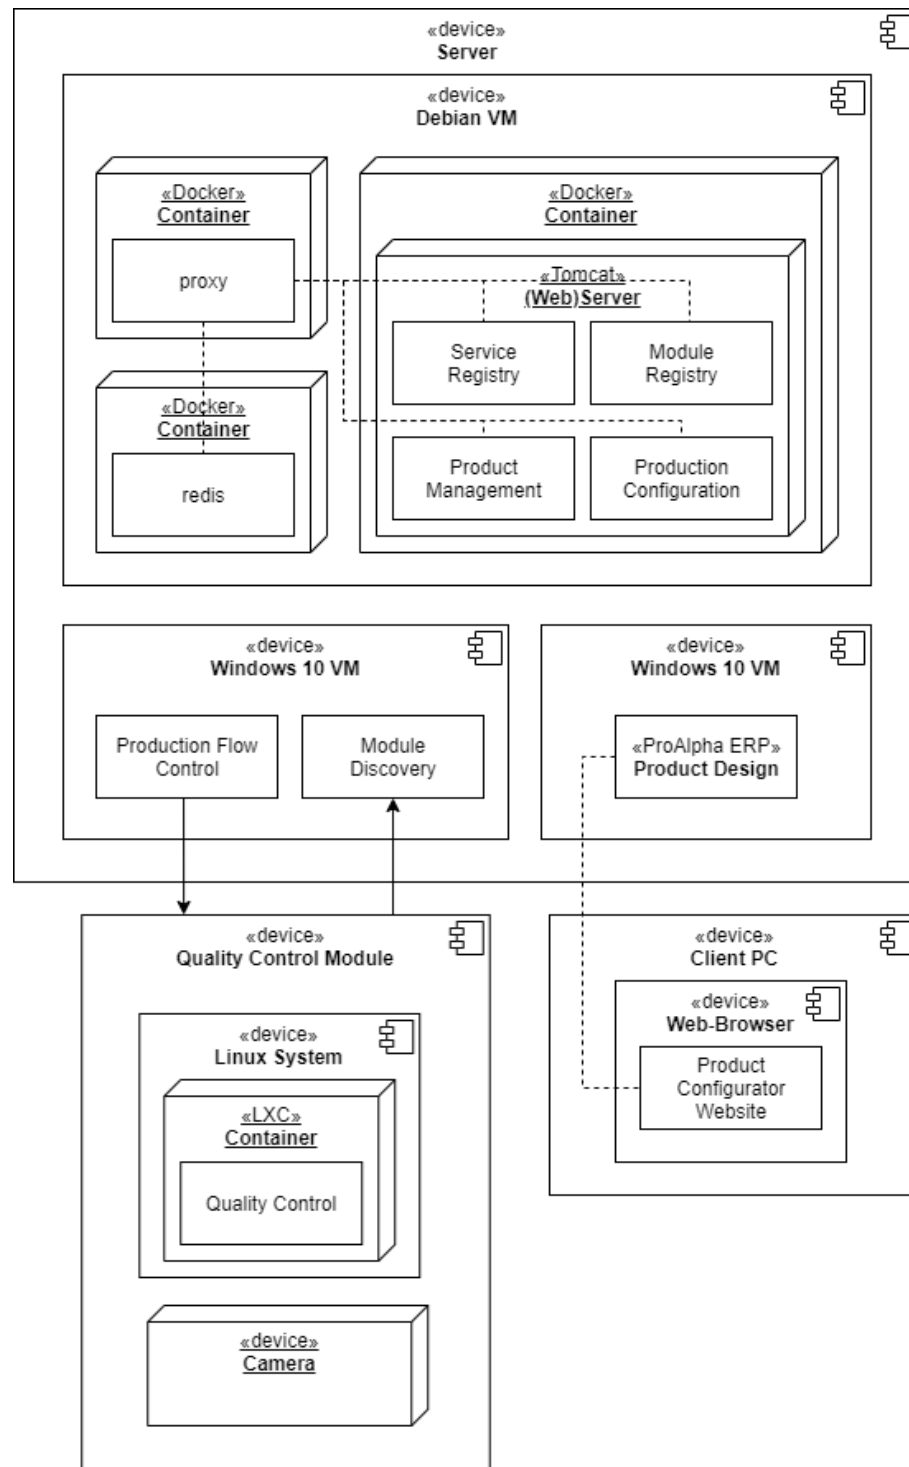 «device»
Server
«device»
Debian VM
«Docker»
Container
proxy
«Docker»
Container
redis
«Docker»
Container
«Tomcat»
(Web)Server
Service
Registry
Module
Registry
Product
Management
Production
Configuration
«device»
Windows 10 VM
Production Flow
Control
Module
Discovery
«device»
Windows 10 VM
«ProAlpha ERP»
Product Design
«device»
Quality Control Module
«device»
Linux System
«LXC»
Container
Quality Control
«device»
Camera
«device»
Client PC
«device»
Web-Browser
Product
Configurator
Website